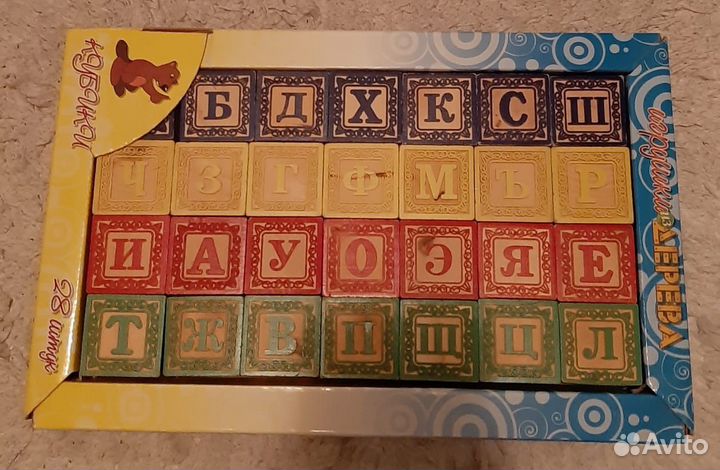 КУБИКИ
Б Д Х К С Ш
Ч З Г Ф М Ъ Р
И А У О Э Я Е
Т Ж В П Щ Ц Л
28 штук
игрушки из ДЕРЕВА
Avito